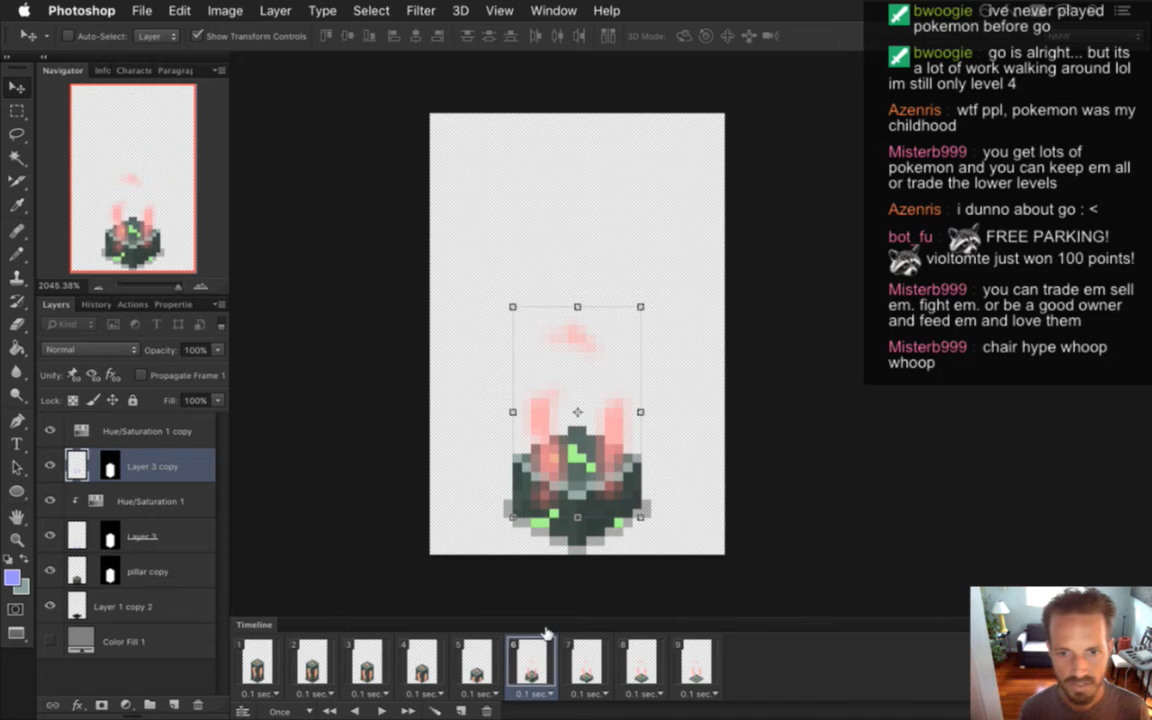 Photoshop File Edit Image Layer Type Select Filter 3D View Window Help
Auto-Select: Layer Show Transform Controls 3D Mode:
Navigator Info Characte Paragraj
2045.38%
Layers History Actions Propertie
Kind
Normal Opacity: 100%
Unify: Propagate Frame 1
Lock: Fill: 100%
Hue/Saturation 1 copy
Layer 3 copy
Hue/Saturation 1
Layer 3
pillar copy
Layer 1 copy 2
Color Fill 1
Timeline
1 2 3 4 5 6 7 8 9
0.1 sec. 0.1 sec. 0.1 sec. 0.1 sec. 0.1 sec. 0.1 sec. 0.1 sec. 0.1 sec. 0.1 sec.
Once
bwoogie : ive never played
pokemon before go
bwoogie : go is alright... but its
a lot of work walking around lol
im still only level 4
Azenris : wtf ppl, pokemon was my
childhood
Misterb999 : you get lots of
pokemon and you can keep em all
or trade the lower levels
Azenris : i dunno about go : <
bot_fu : FREE PARKING!
violtomte just won 100 points!
Misterb999 : you can trade em sell
em. fight em. or be a good owner
and feed em and love them
Misterb999 : chair hype whoop
whoop